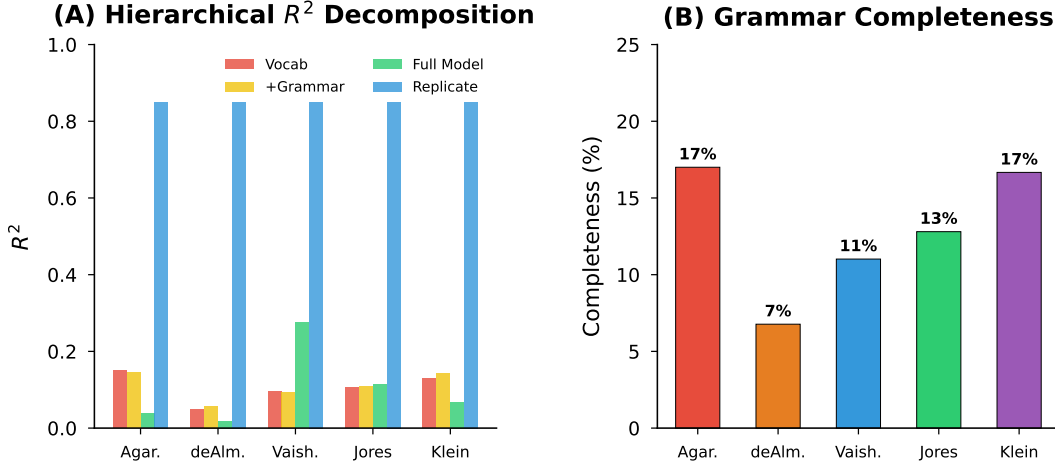 (A) Hierarchical R² Decomposition
R²
1.0
0.8
0.6
0.4
0.2
0.0
Vocab
+Grammar
Full Model
Replicate
Agar.
deAlm.
Vaish.
Jores
Klein
(B) Grammar Completeness
Completeness (%)
25
20
15
10
5
0
17%
7%
11%
13%
17%
Agar.
deAlm.
Vaish.
Jores
Klein